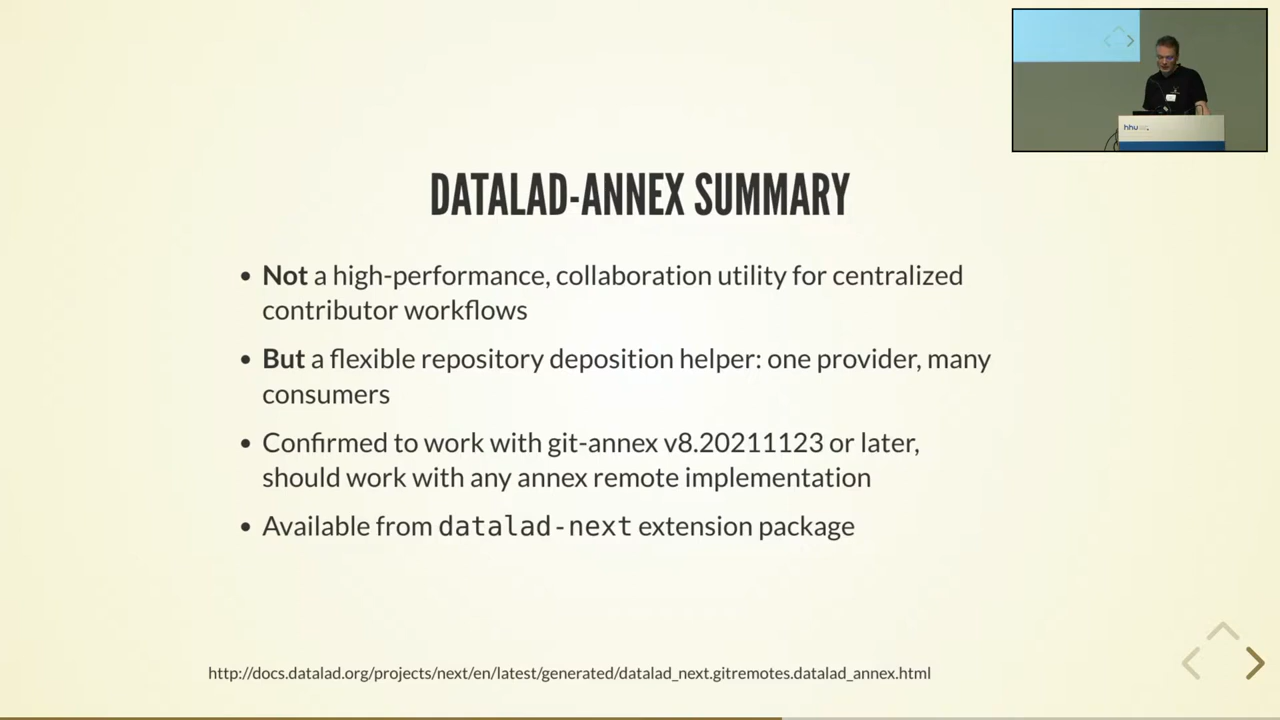 hhu
DATALAD-ANNEX SUMMARY
• Not a high-performance, collaboration utility for centralized
contributor workflows
• But a flexible repository deposition helper: one provider, many
consumers
• Confirmed to work with git-annex v8.20211123 or later,
should work with any annex remote implementation
• Available from datalad-next extension package
http://docs.datalad.org/projects/next/en/latest/generated/datalad_next.gitremotes.datalad_annex.html